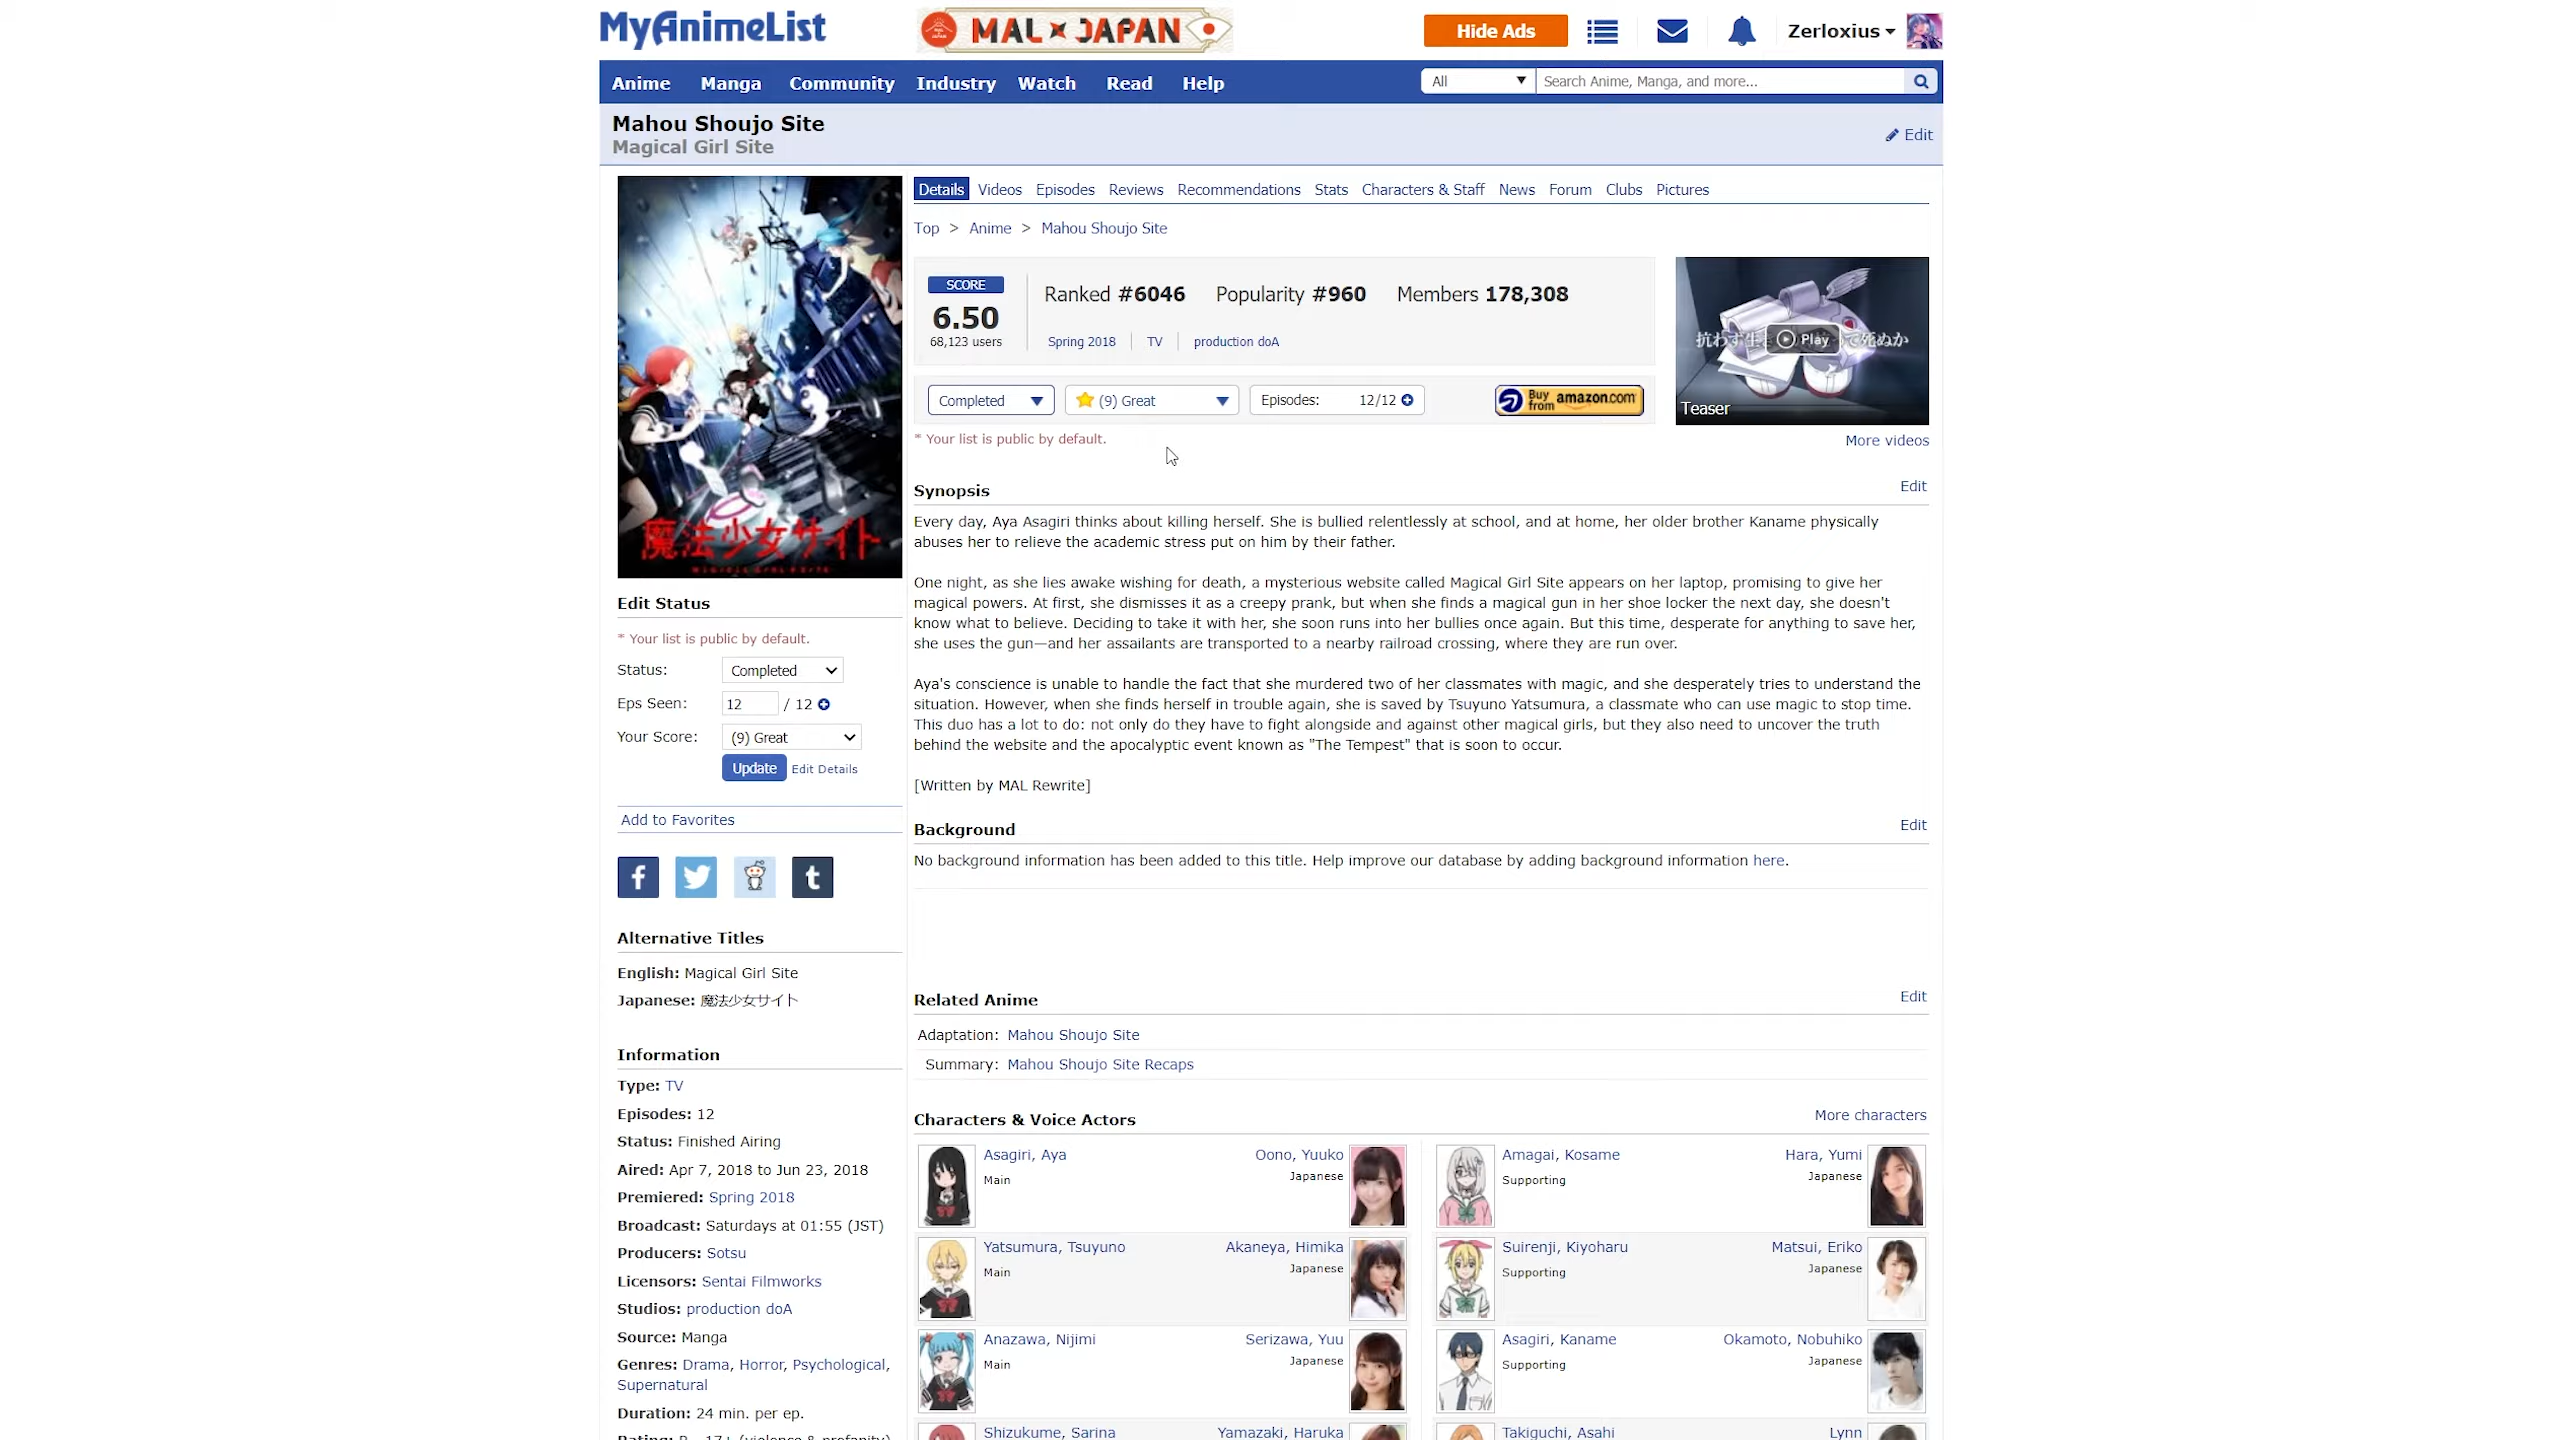 MyAnimeList
MAL × JAPAN
Hide Ads
Zerloxius
Anime Manga Community Industry Watch Read Help
All
Search Anime, Manga, and more...
Mahou Shoujo Site
Magical Girl Site
Edit
魔法少女サイト
Details Videos Episodes Reviews Recommendations Stats Characters & Staff News Forum Clubs Pictures
Top > Anime > Mahou Shoujo Site
SCORE
6.50
68,123 users
Ranked #6046 Popularity #960 Members 178,308
Spring 2018 TV production doA
Completed
(9) Great
Episodes: 12/12
Buy from amazon.com
Play
Teaser
* Your list is public by default.
More videos
Synopsis
Edit
Every day, Aya Asagiri thinks about killing herself. She is bullied relentlessly at school, and at home, her older brother Kaname physically
abuses her to relieve the academic stress put on him by their father.
One night, as she lies awake wishing for death, a mysterious website called Magical Girl Site appears on her laptop, promising to give her
magical powers. At first, she dismisses it as a creepy prank, but when she finds a magical gun in her shoe locker the next day, she doesn't
know what to believe. Deciding to take it with her, she soon runs into her bullies once again. But this time, desperate for anything to save her,
she uses the gun—and her assailants are transported to a nearby railroad crossing, where they are run over.
Aya's conscience is unable to handle the fact that she murdered two of her classmates with magic, and she desperately tries to understand the
situation. However, when she finds herself in trouble again, she is saved by Tsuyuno Yatsumura, a classmate who can use magic to stop time.
This duo has a lot to do: not only do they have to fight alongside and against other magical girls, but they also need to uncover the truth
behind the website and the apocalyptic event known as "The Tempest" that is soon to occur.
[Written by MAL Rewrite]
Background
Edit
No background information has been added to this title. Help improve our database by adding background information here.
Related Anime
Edit
Adaptation: Mahou Shoujo Site
Summary: Mahou Shoujo Site Recaps
Characters & Voice Actors
More characters
Asagiri, Aya
Main
Oono, Yuuko
Japanese
Amagai, Kosame
Supporting
Hara, Yumi
Japanese
Yatsumura, Tsuyuno
Main
Akaneya, Himika
Japanese
Suirenji, Kiyoharu
Supporting
Matsui, Eriko
Japanese
Anazawa, Nijimi
Main
Serizawa, Yuu
Japanese
Asagiri, Kaname
Supporting
Okamoto, Nobuhiko
Japanese
Shizukume, Sarina
Yamazaki, Haruka
Takiguchi, Asahi
Lynn
Edit Status
* Your list is public by default.
Status: Completed
Eps Seen: 12 / 12
Your Score: (9) Great
Update Edit Details
Add to Favorites
Alternative Titles
English: Magical Girl Site
Japanese: 魔法少女サイト
Information
Type: TV
Episodes: 12
Status: Finished Airing
Aired: Apr 7, 2018 to Jun 23, 2018
Premiered: Spring 2018
Broadcast: Saturdays at 01:55 (JST)
Producers: Sotsu
Licensors: Sentai Filmworks
Studios: production doA
Source: Manga
Genres: Drama, Horror, Psychological,
Supernatural
Duration: 24 min. per ep.
Rating: R - 17+ (violence & profanity)